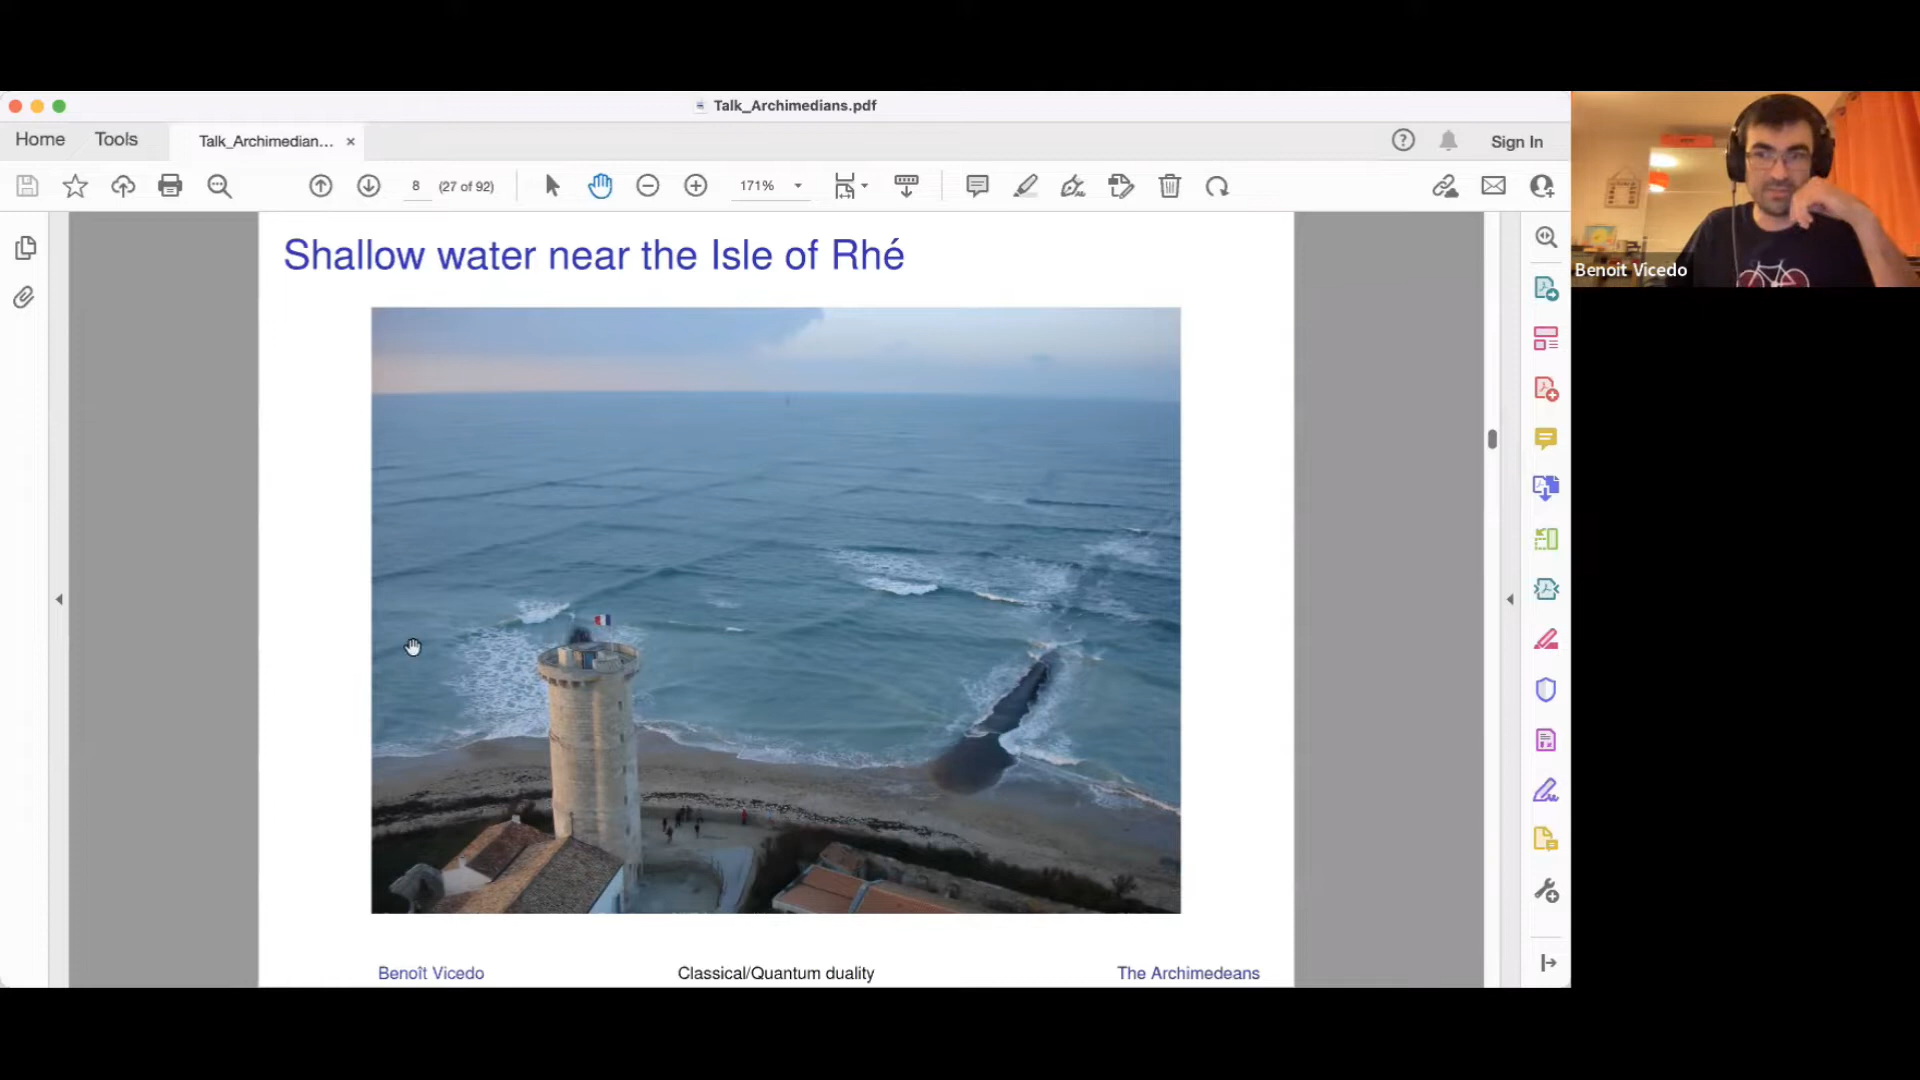 Talk_Archimedians.pdf
Home
Tools
Talk_Archimedian...
Sign In
8
(27 of 92)
171%
Shallow water near the Isle of Rhé
Benoit Vicedo
Benoît Vicedo
Classical/Quantum duality
The Archimedeans